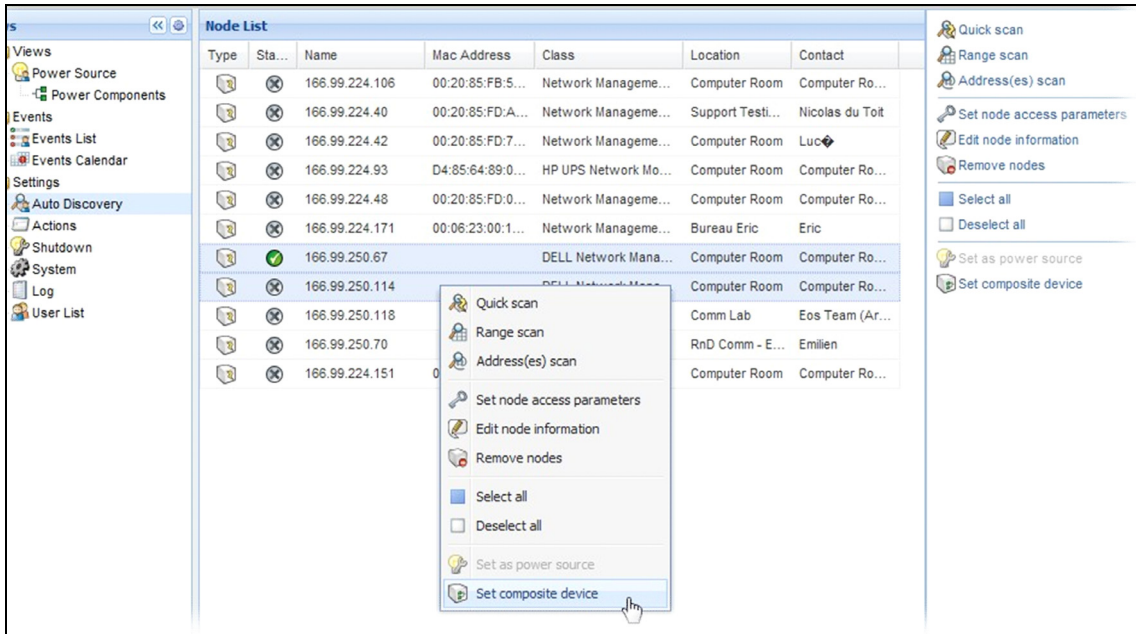 s
Node List
Views
Power Source
Power Components
Events
Events List
Events Calendar
Settings
Auto Discovery
Actions
Shutdown
System
Log
User List
Type Sta... Name Mac Address Class Location Contact
166.99.224.106 00:20:85:FB:5... Network Manageme... Computer Room Computer Ro...
166.99.224.40 00:20:85:FD:A... Network Manageme... Support Testi... Nicolas du Toit
166.99.224.42 00:20:85:FD:7... Network Manageme... Computer Room Luc�
166.99.224.93 D4:85:64:89:0... HP UPS Network Mo... Computer Room Computer Ro...
166.99.224.48 00:20:85:FD:0... Network Manageme... Computer Room Computer Ro...
166.99.224.171 00:06:23:00:1... Network Manageme... Bureau Eric Eric
166.99.250.67 DELL Network Mana... Computer Room Computer Ro...
166.99.250.114 DELL Network Mana... Computer Room Computer Ro...
166.99.250.118 Comm Lab Eos Team (Ar...
166.99.250.70 RnD Comm - E... Emilien
166.99.224.151 0 Computer Room Computer Ro...
Quick scan
Range scan
Address(es) scan
Set node access parameters
Edit node information
Remove nodes
Select all
Deselect all
Set as power source
Set composite device
Quick scan
Range scan
Address(es) scan
Set node access parameters
Edit node information
Remove nodes
Select all
Deselect all
Set as power source
Set composite device